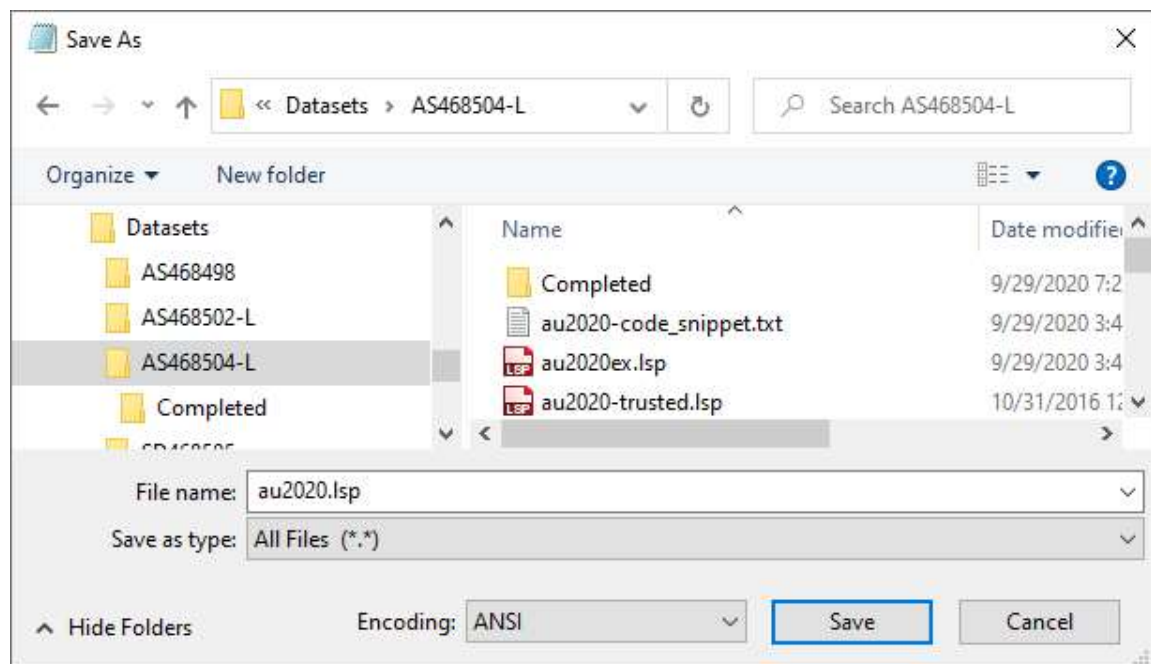 Save As
« Datasets > AS468504-L
Search AS468504-L
Organize New folder
?
Datasets
AS468498
AS468502-L
AS468504-L
Completed
Name Date modifie
Completed 9/29/2020 7:2
au2020-code_snippet.txt 9/29/2020 3:4
LSP au2020ex.lsp 9/29/2020 3:4
LSP au2020-trusted.lsp 10/31/2016 12
File name: au2020.lsp
Save as type: All Files (*.*)
Hide Folders
Encoding: ANSI
Save
Cancel